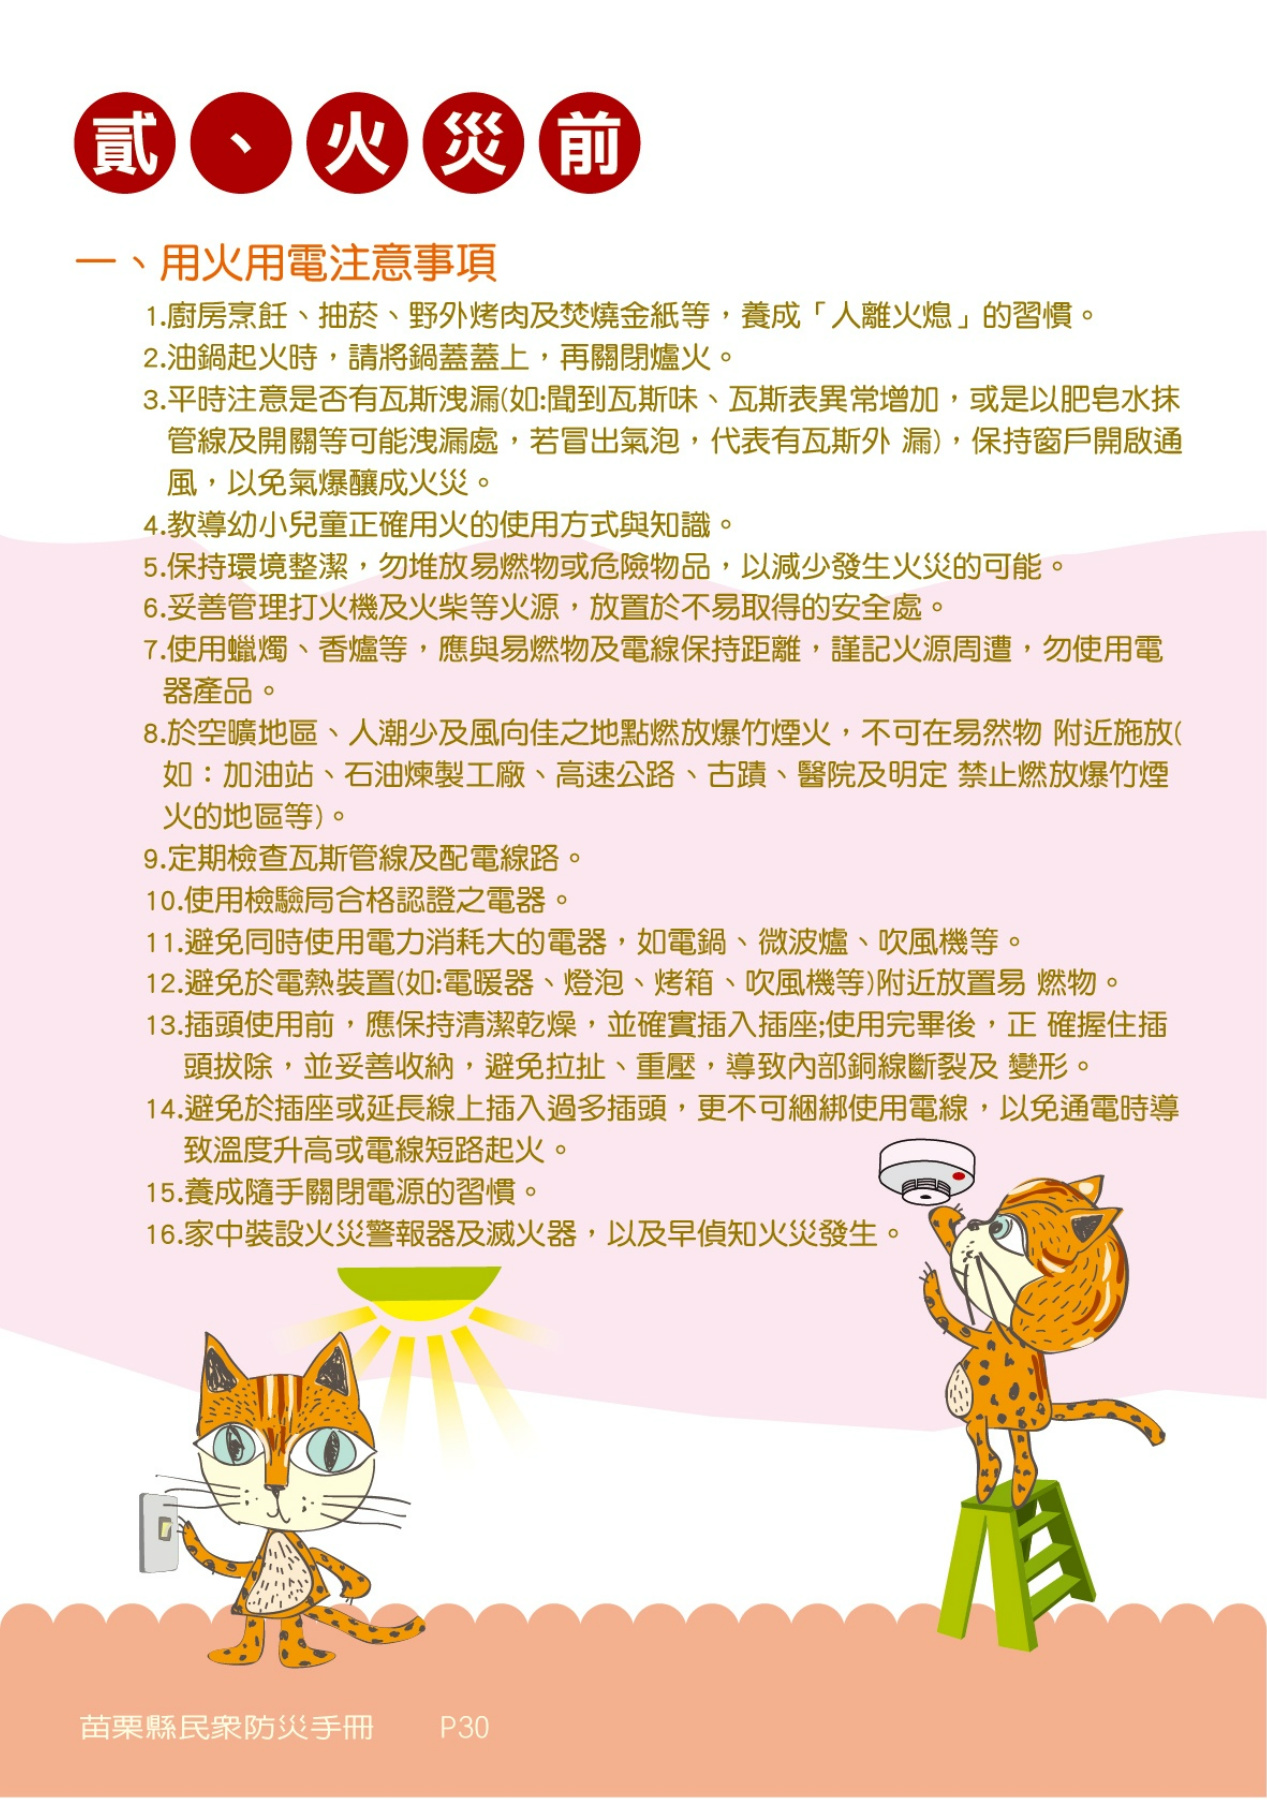 貳、火災前
一、用火用電注意事項
1.廚房烹飪、抽菸、野外烤肉及焚燒金紙等，養成「人離火熄」的習慣。
2.油鍋起火時，請將鍋蓋蓋上，再關閉爐火。
3.平時注意是否有瓦斯洩漏(如:聞到瓦斯味、瓦斯表異常增加，或是以肥皂水抹
管線及開關等可能洩漏處，若冒出氣泡，代表有瓦斯外 漏)，保持窗戶開啟通
風，以免氣爆釀成火災。
4.教導幼小兒童正確用火的使用方式與知識。
5.保持環境整潔，勿堆放易燃物或危險物品，以減少發生火災的可能。
6.妥善管理打火機及火柴等火源，放置於不易取得的安全處。
7.使用蠟燭、香爐等，應與易燃物及電線保持距離，謹記火源周遭，勿使用電
器產品。
8.於空曠地區、人潮少及風向佳之地點燃放爆竹煙火，不可在易然物 附近施放(
如：加油站、石油煉製工廠、高速公路、古蹟、醫院及明定 禁止燃放爆竹煙
火的地區等)。
9.定期檢查瓦斯管線及配電線路。
10.使用檢驗局合格認證之電器。
11.避免同時使用電力消耗大的電器，如電鍋、微波爐、吹風機等。
12.避免於電熱裝置(如:電暖器、燈泡、烤箱、吹風機等)附近放置易 燃物。
13.插頭使用前，應保持清潔乾燥，並確實插入插座;使用完畢後，正 確握住插
頭拔除，並妥善收納，避免拉扯、重壓，導致內部銅線斷裂及 變形。
14.避免於插座或延長線上插入過多插頭，更不可綑綁使用電線，以免通電時導
致溫度升高或電線短路起火。
15.養成隨手關閉電源的習慣。
16.家中裝設火災警報器及滅火器，以及早偵知火災發生。
苗栗縣民眾防災手冊 P30